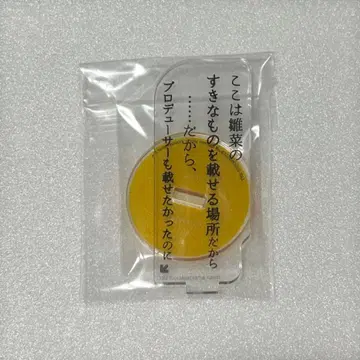 ここは雛菜の
すきなものを載せる場所だから
……だから、
プロデューサーも載せたかったのに